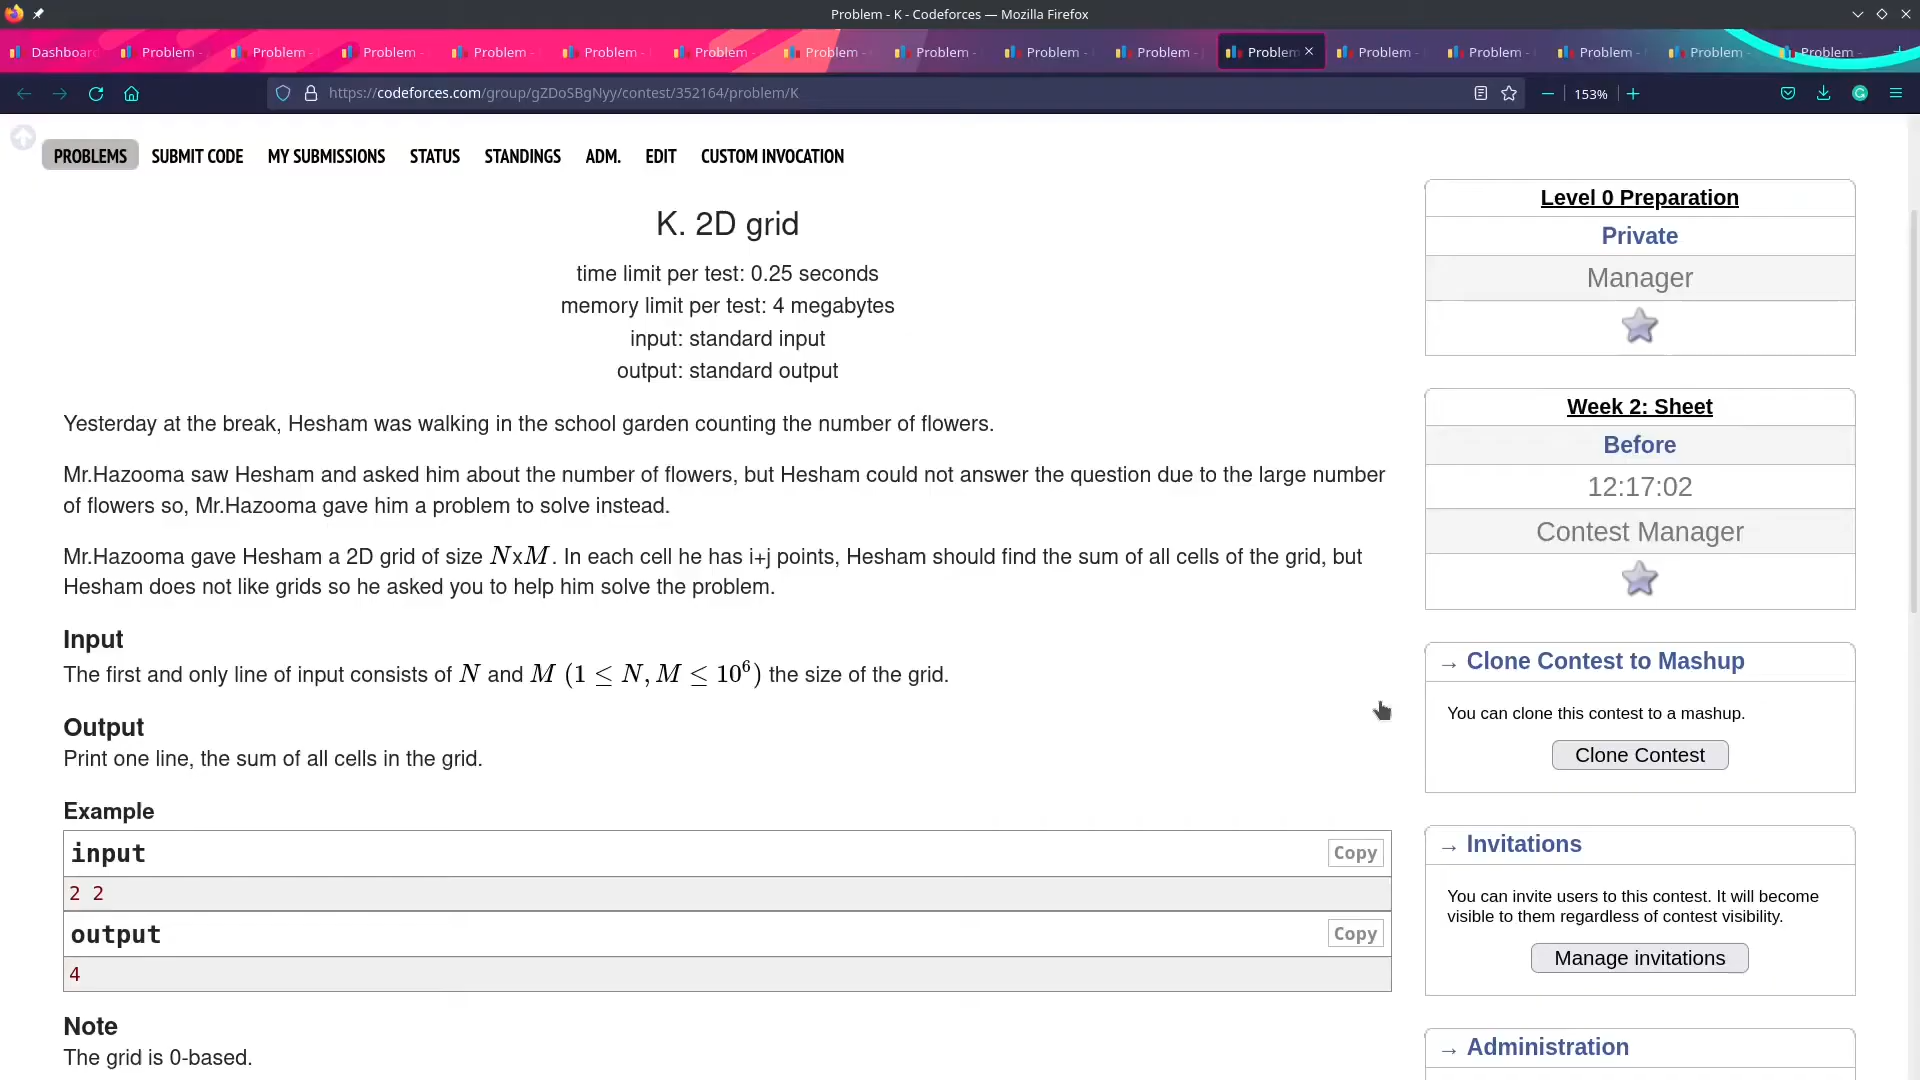 Problem - K - Codeforces — Mozilla Firefox
Dashboard
Problem -
Problem -
Problem
Problem -
Problem -
Problem -
Problem -
Problem -
Problem -
Problem -
Problem
Problem -
Problem -
Problem -
Problem -
Problem -
https://codeforces.com/group/gZDoSBgNyy/contest/352164/problem/K
153%
PROBLEMS SUBMIT CODE MY SUBMISSIONS STATUS STANDINGS ADM. EDIT CUSTOM INVOCATION
K. 2D grid
time limit per test: 0.25 seconds
memory limit per test: 4 megabytes
input: standard input
output: standard output
Yesterday at the break, Hesham was walking in the school garden counting the number of flowers.
Mr.Hazooma saw Hesham and asked him about the number of flowers, but Hesham could not answer the question due to the large number
of flowers so, Mr.Hazooma gave him a problem to solve instead.
Mr.Hazooma gave Hesham a 2D grid of size NxM. In each cell he has i+j points, Hesham should find the sum of all cells of the grid, but
Hesham does not like grids so he asked you to help him solve the problem.
Input
The first and only line of input consists of N and M (1 ≤ N, M ≤ 10⁶) the size of the grid.
Output
Print one line, the sum of all cells in the grid.
Example
input
Copy
2 2
output
Copy
4
Note
The grid is 0-based.
Level 0 Preparation
Private
Manager
Week 2: Sheet
Before
12:17:02
Contest Manager
→ Clone Contest to Mashup
You can clone this contest to a mashup.
Clone Contest
→ Invitations
You can invite users to this contest. It will become
visible to them regardless of contest visibility.
Manage invitations
→ Administration